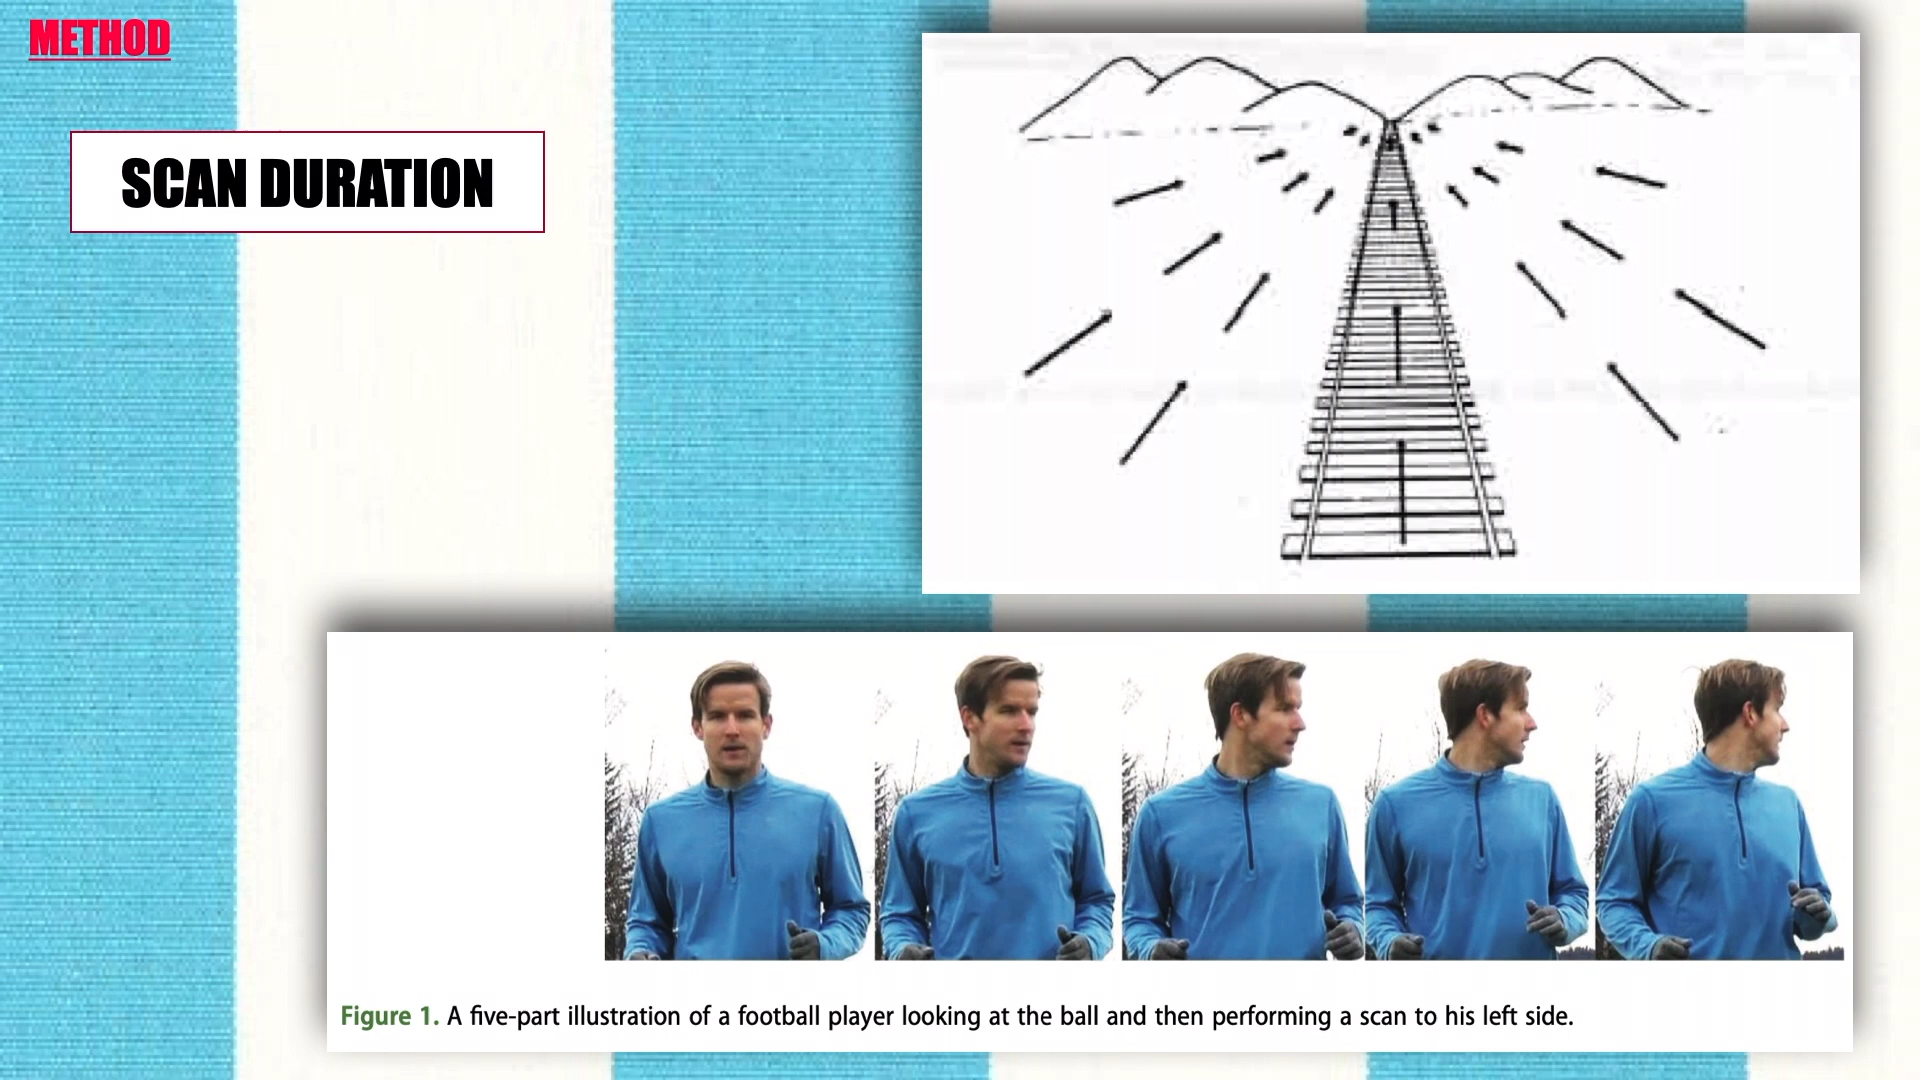 METHOD
SCAN DURATION
Figure 1. A five-part illustration of a football player looking at the ball and then performing a scan to his left side.